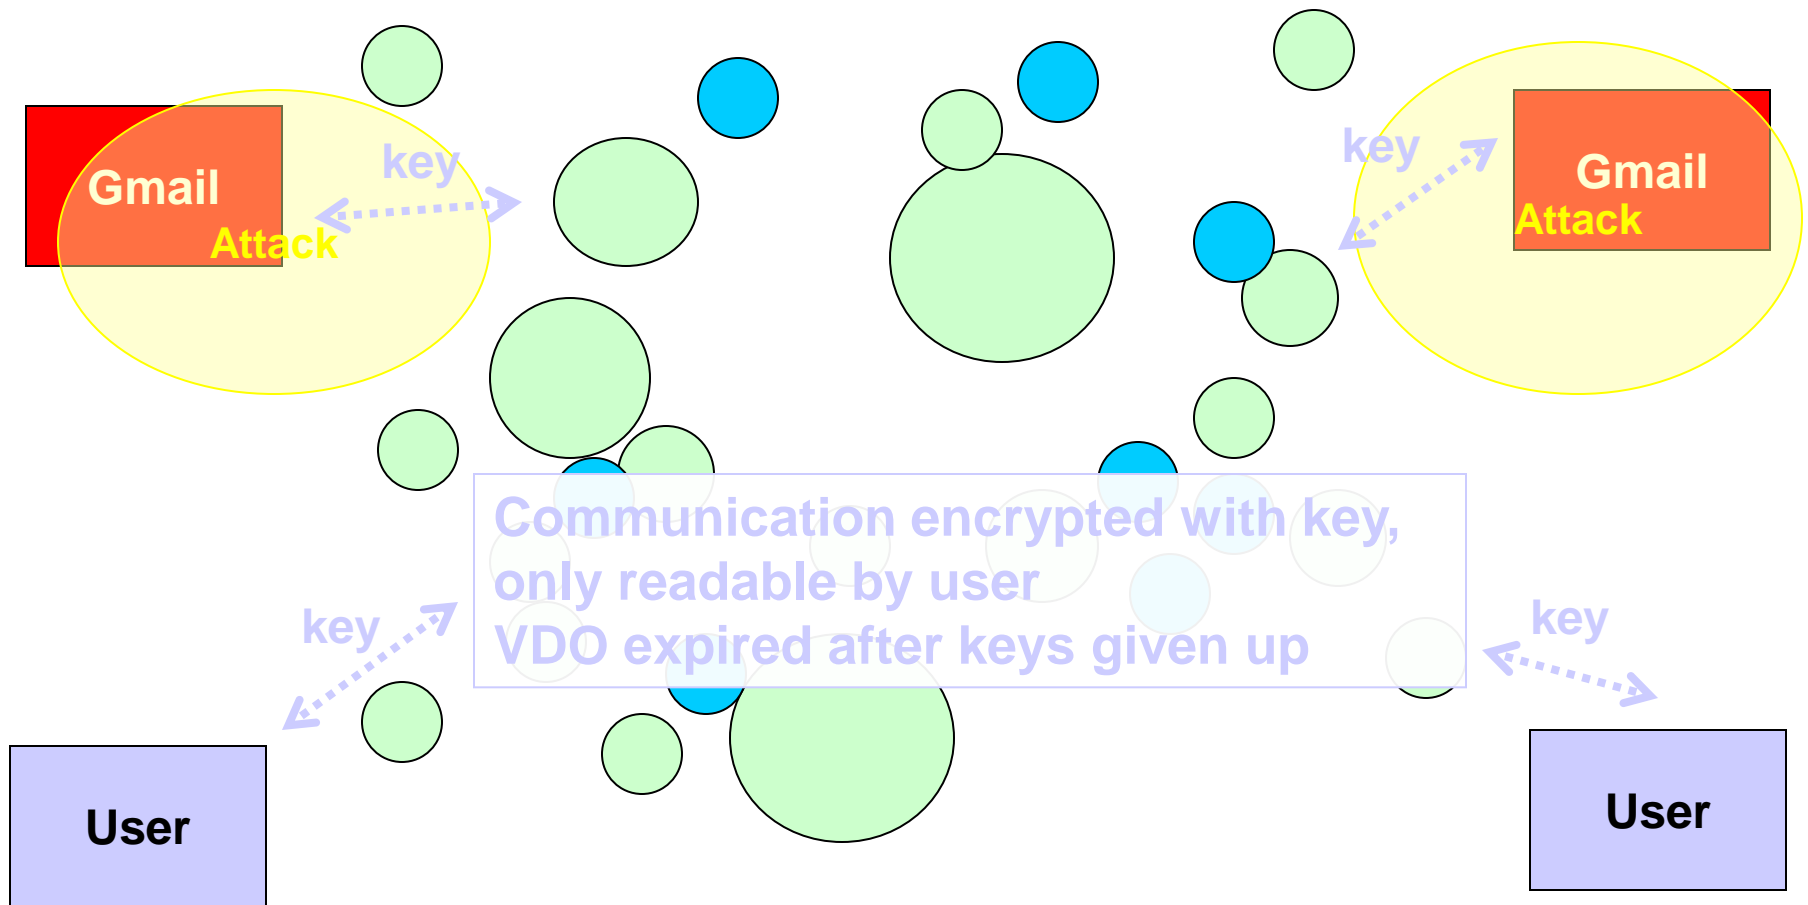 key
key
Gmail
Gmail
Attack
Attack
Communication encrypted with key,
only readable by user
VDO expired after keys given up
key
key
User
User